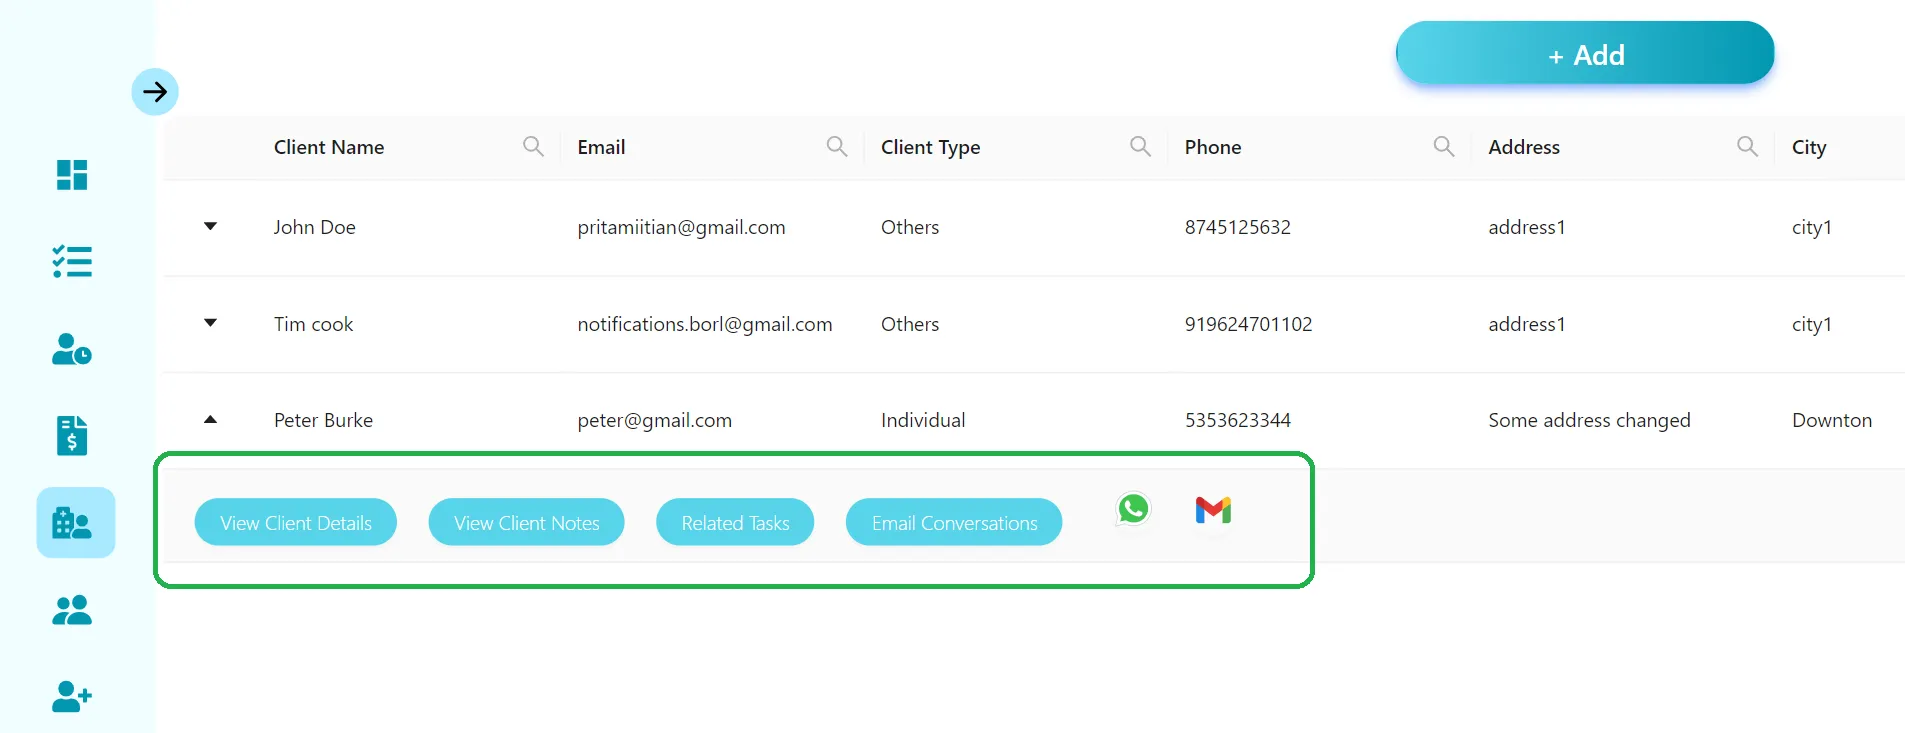 + Add
Client Name Email Client Type Phone Address City
John Doe pritamiitian@gmail.com Others 8745125632 address1 city1
Tim cook notifications.borl@gmail.com Others 919624701102 address1 city1
Peter Burke peter@gmail.com Individual 5353623344 Some address changed Downton
View Client Details View Client Notes Related Tasks Email Conversations